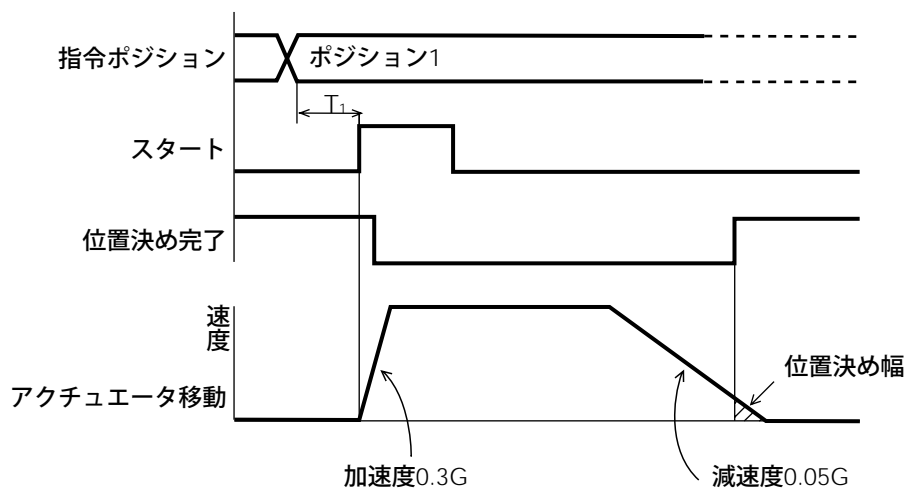 指令ポジション
ポジション1
T₁
スタート
位置決め完了
速度
位置決め幅
アクチュエータ移動
加速度0.3G
減速度0.05G